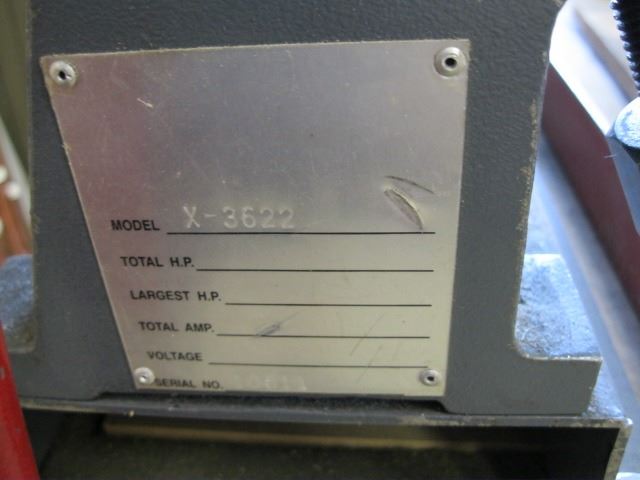 MODEL X-3622
TOTAL H.P.
LARGEST H.P.
TOTAL AMP.
VOLTAGE
SERIAL NO.